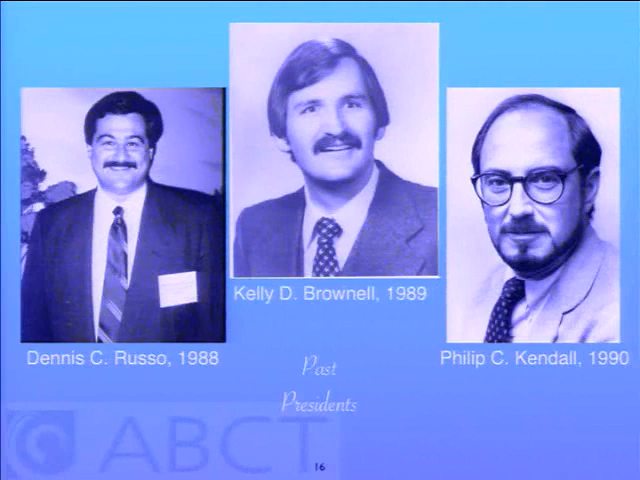 Kelly D. Brownell, 1989
Dennis C. Russo, 1988
Philip C. Kendall, 1990
Past
Presidents
ABCT
16